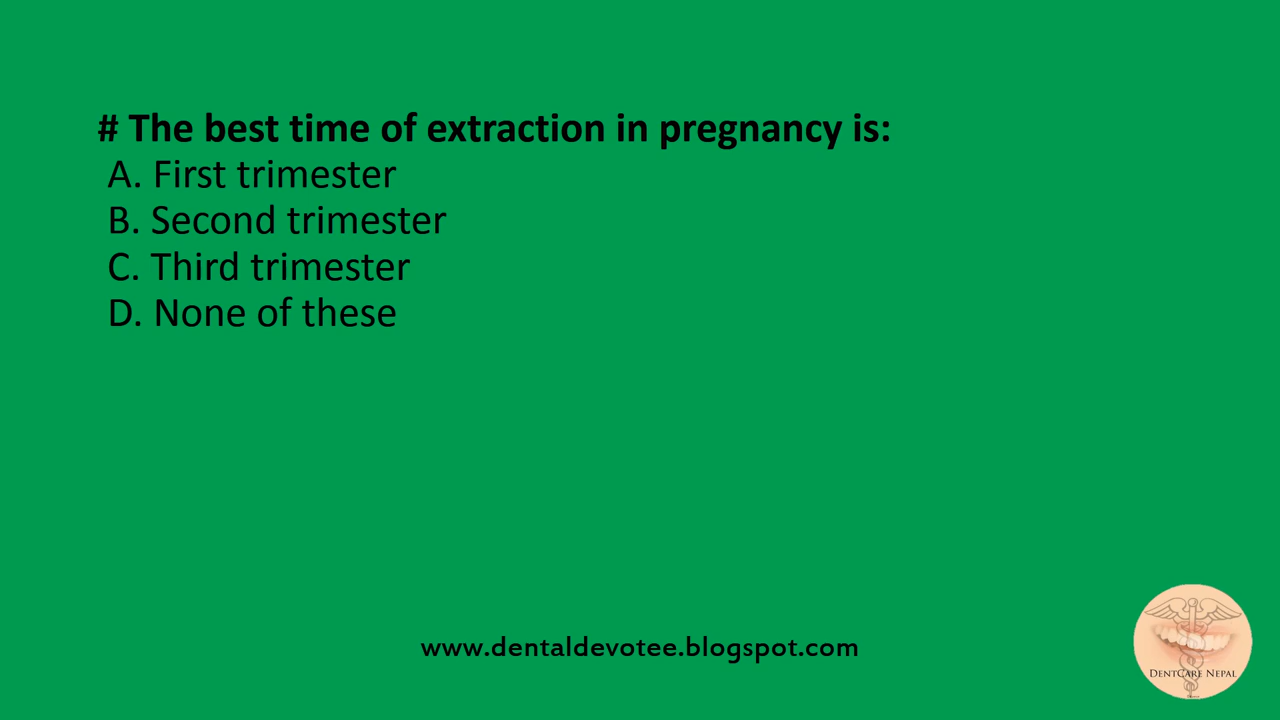 # The best time of extraction in pregnancy is:
A. First trimester
B. Second trimester
C. Third trimester
D. None of these
www.dentaldevotee.blogspot.com
DentCare Nepal